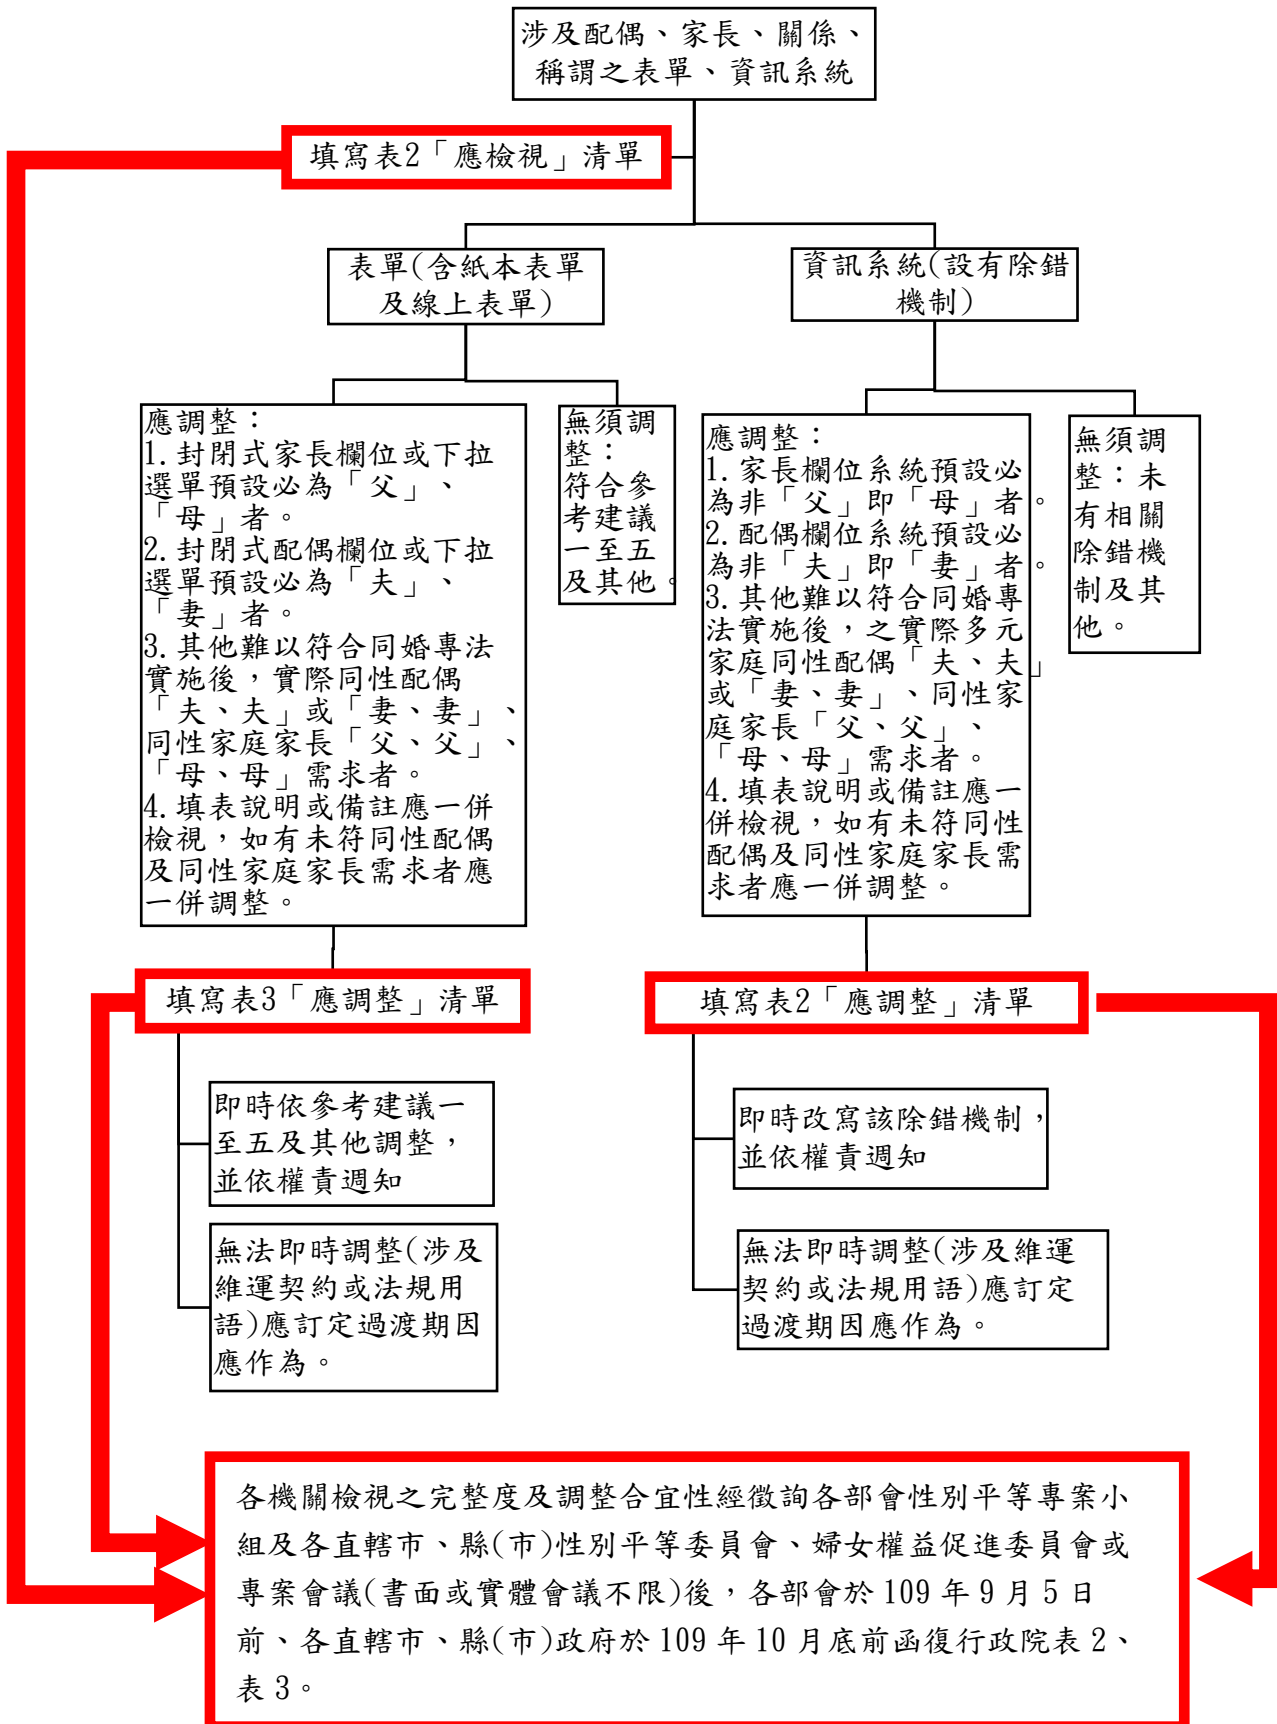 涉及配偶、家長、關係、
稱謂之表單、資訊系統
填寫表2「應檢視」清單
表單(含紙本表單
及線上表單)
資訊系統(設有除錯
機制)
應調整：
1.封閉式家長欄位或下拉
選單預設必為「父」、
「母」者。
2.封閉式配偶欄位或下拉
選單預設必為「夫」、
「妻」者。
3.其他難以符合同婚專法
實施後，實際同性配偶
「夫、夫」或「妻、妻」、
同性家庭家長「父、父」、
「母、母」需求者。
4.填表說明或備註應一併
檢視，如有未符同性配偶
及同性家庭家長需求者應
一併調整。
無須調
整：
符合參
考建議
一至五
及其他。
應調整：
1.家長欄位系統預設必
為非「父」即「母」者。
2.配偶欄位系統預設必
為非「夫」即「妻」者。
3.其他難以符合同婚專
法實施後，之實際多元
家庭同性配偶「夫、夫」
或「妻、妻」、同性家
庭家長「父、父」、
「母、母」需求者。
4.填表說明或備註應一
併檢視，如有未符同性
配偶及同性家庭家長需
求者應一併調整。
無須調
整：未
有相關
除錯機
制及其
他。
填寫表3「應調整」清單
填寫表2「應調整」清單
即時依參考建議一
至五及其他調整，
並依權責週知
無法即時調整(涉及
維運契約或法規用
語)應訂定過渡期因
應作為。
即時改寫該除錯機制，
並依權責週知
無法即時調整(涉及維運
契約或法規用語)應訂定
過渡期因應作為。
各機關檢視之完整度及調整合宜性經徵詢各部會性別平等專案小
組及各直轄市、縣(市)性別平等委員會、婦女權益促進委員會或
專案會議(書面或實體會議不限)後，各部會於 109 年 9 月 5 日
前、各直轄市、縣(市)政府於 109 年 10 月底前函復行政院表 2、
表 3。